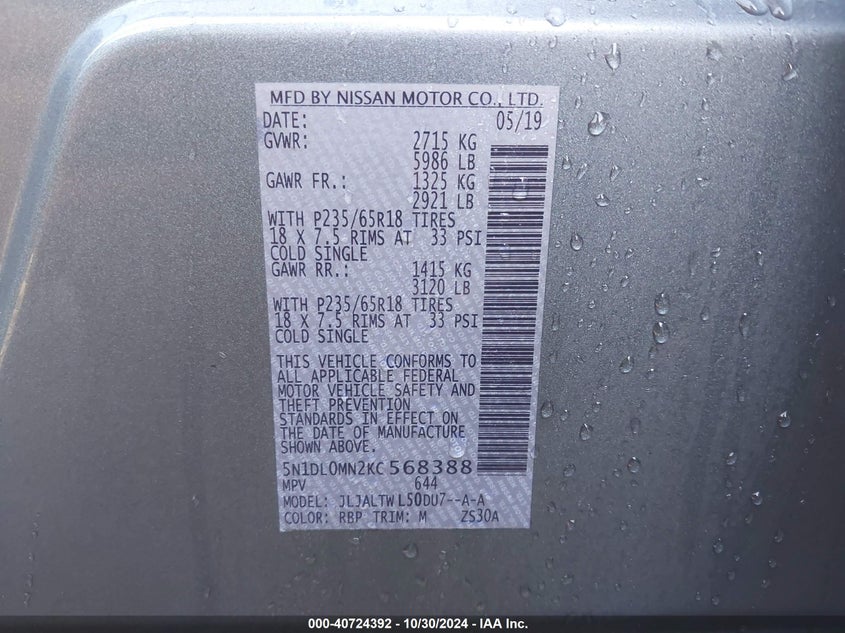 MFD BY NISSAN MOTOR CO., LTD.
DATE: 05/19
GVWR: 2715 KG
5986 LB
GAWR FR.: 1325 KG
2921 LB
WITH P235/65R18 TIRES
18 X 7.5 RIMS AT 33 PSI
COLD SINGLE
GAWR RR.: 1415 KG
3120 LB
WITH P235/65R18 TIRES
18 X 7.5 RIMS AT 33 PSI
COLD SINGLE
THIS VEHICLE CONFORMS TO
ALL APPLICABLE FEDERAL
MOTOR VEHICLE SAFETY AND
THEFT PREVENTION
STANDARDS IN EFFECT ON
THE DATE OF MANUFACTURE
SHOWN ABOVE.
5N1DL0MN2KC568388
MPV 644
MODEL: JLJALTWL50DU7--A-A
COLOR: RBP TRIM: M ZS30A
000-40724392 - 10/30/2024 - IAA Inc.